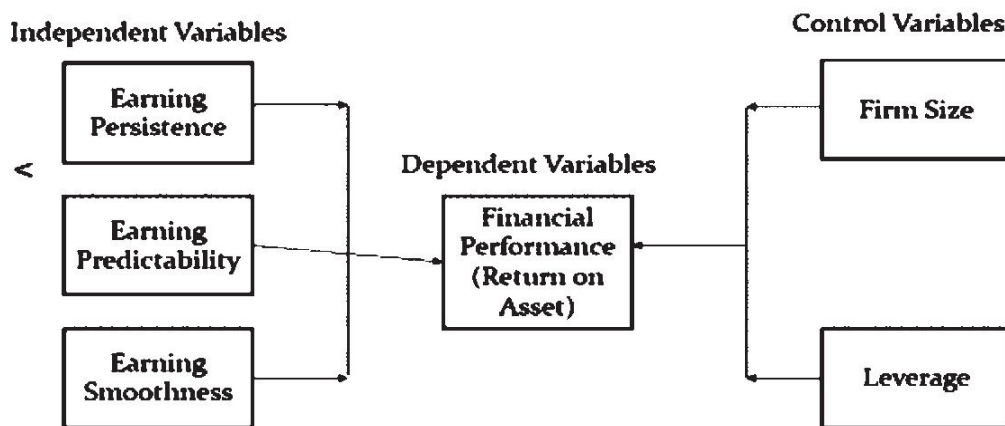 Independent Variables
Control Variables
Earning
Persistence
Firm Size
<
Dependent Variables
Earning
Predictability
Financial
Performance
(Return on
Asset)
Earning
Smoothness
Leverage